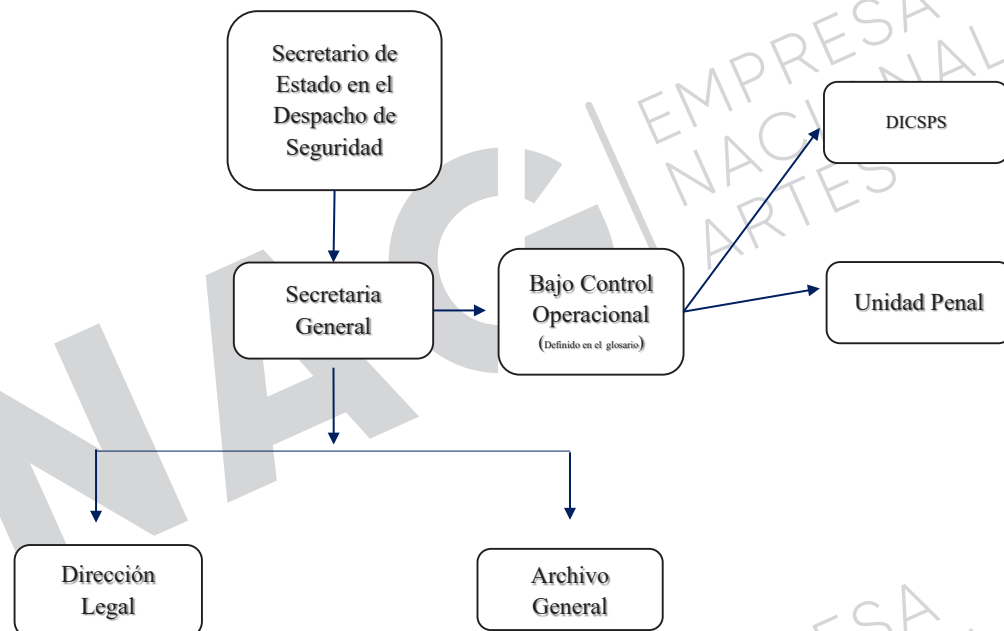 Secretario de
Estado en el
Despacho de
Seguridad
EMPRESA
NACIONAL
ARTES
DICSPS
Secretaria
General
Bajo Control
Operacional
(Definido en el glosario)
Unidad Penal
NAG
Dirección
Legal
Archivo
General
ESA